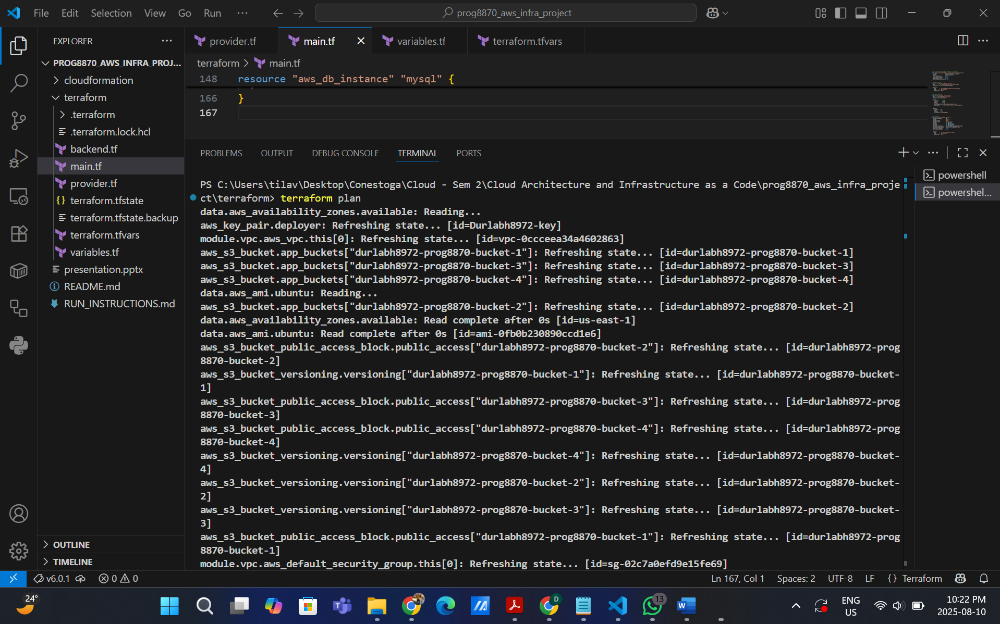 File Edit Selection View Go Run ··· prog8870_aws_infra_project
EXPLORER ···
provider.tf main.tf variables.tf terraform.tfvars
PROG8870_AWS_INFRA_PROJ...
cloudformation
terraform
.terraform
.terraform.lock.hcl
backend.tf
main.tf
provider.tf
{} terraform.tfstate
terraform.tfstate.backup
terraform.tfvars
variables.tf
presentation.pptx
README.md
RUN_INSTRUCTIONS.md
OUTLINE
TIMELINE
terraform > main.tf
148 resource "aws_db_instance" "mysql" {
166 }
167
PROBLEMS OUTPUT DEBUG CONSOLE TERMINAL PORTS
powershell
powershel...
PS C:\Users\tilav\Desktop\Conestoga\Cloud - Sem 2\Cloud Architecture and Infrastructure as a Code\prog8870_aws_infra_proje
ct\terraform> terraform plan
data.aws_availability_zones.available: Reading...
aws_key_pair.deployer: Refreshing state... [id=Durlabh8972-key]
module.vpc.aws_vpc.this[0]: Refreshing state... [id=vpc-0ccceea34a4602863]
aws_s3_bucket.app_buckets["durlabh8972-prog8870-bucket-1"]: Refreshing state... [id=durlabh8972-prog8870-bucket-1]
aws_s3_bucket.app_buckets["durlabh8972-prog8870-bucket-3"]: Refreshing state... [id=durlabh8972-prog8870-bucket-3]
aws_s3_bucket.app_buckets["durlabh8972-prog8870-bucket-4"]: Refreshing state... [id=durlabh8972-prog8870-bucket-4]
data.aws_ami.ubuntu: Reading...
aws_s3_bucket.app_buckets["durlabh8972-prog8870-bucket-2"]: Refreshing state... [id=durlabh8972-prog8870-bucket-2]
data.aws_availability_zones.available: Read complete after 0s [id=us-east-1]
data.aws_ami.ubuntu: Read complete after 0s [id=ami-0fb0b230890ccd1e6]
aws_s3_bucket_public_access_block.public_access["durlabh8972-prog8870-bucket-2"]: Refreshing state... [id=durlabh8972-prog
8870-bucket-2]
aws_s3_bucket_versioning.versioning["durlabh8972-prog8870-bucket-1"]: Refreshing state... [id=durlabh8972-prog8870-bucket-
1]
aws_s3_bucket_public_access_block.public_access["durlabh8972-prog8870-bucket-3"]: Refreshing state... [id=durlabh8972-prog
8870-bucket-3]
aws_s3_bucket_public_access_block.public_access["durlabh8972-prog8870-bucket-4"]: Refreshing state... [id=durlabh8972-prog
8870-bucket-4]
aws_s3_bucket_versioning.versioning["durlabh8972-prog8870-bucket-4"]: Refreshing state... [id=durlabh8972-prog8870-bucket-
4]
aws_s3_bucket_versioning.versioning["durlabh8972-prog8870-bucket-2"]: Refreshing state... [id=durlabh8972-prog8870-bucket-
2]
aws_s3_bucket_versioning.versioning["durlabh8972-prog8870-bucket-3"]: Refreshing state... [id=durlabh8972-prog8870-bucket-
3]
aws_s3_bucket_public_access_block.public_access["durlabh8972-prog8870-bucket-1"]: Refreshing state... [id=durlabh8972-prog
8870-bucket-1]
module.vpc.aws_default_security_group.this[0]: Refreshing state... [id=sg-02c7a0efd9e15fe69]
v6.0.1 0 0 Ln 167, Col 1 Spaces: 2 UTF-8 LF {} Terraform
24° D 13 ENG 10:22 PM
US 2025-08-10